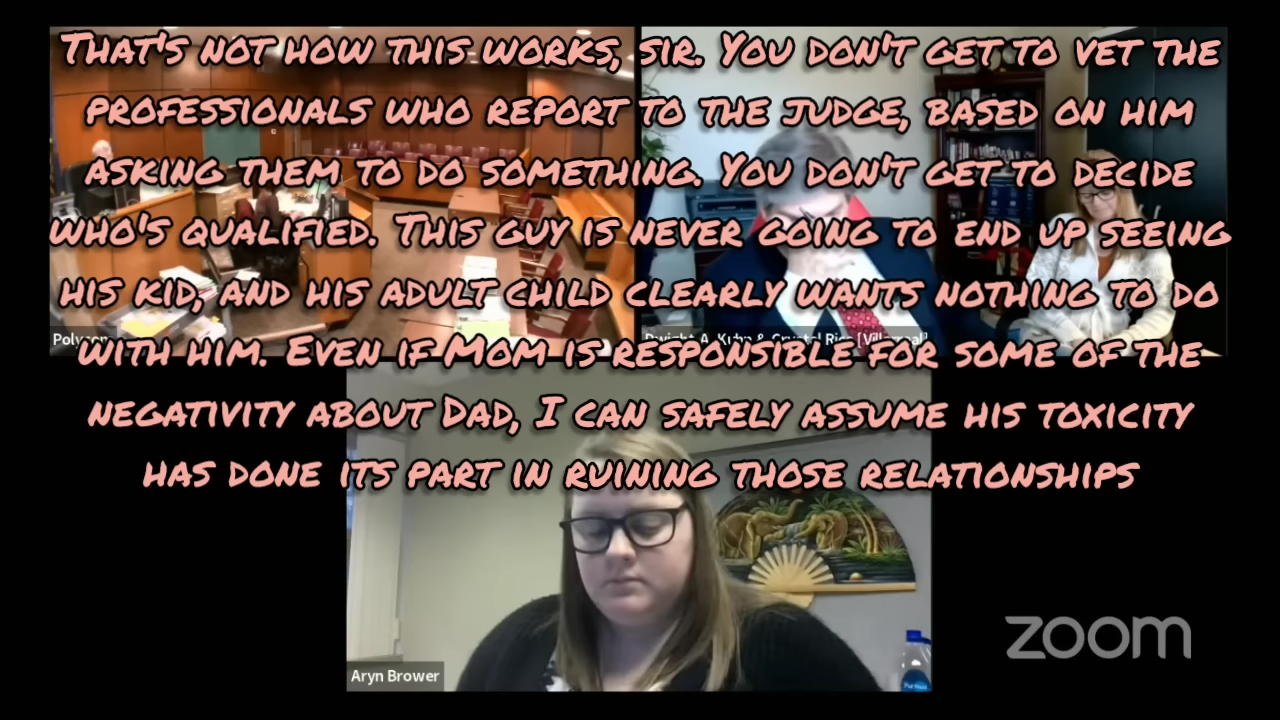 That's not how this works, sir. You don't get to vet the
professionals who report to the judge, based on him
asking them to do something. You don't get to decide
who's qualified. This guy is never going to end up seeing
his kid, and his adult child clearly wants nothing to do
with him. Even if Mom is responsible for some of the
negativity about Dad, I can safely assume his toxicity
has done its part in ruining those relationships
Aryn Brower
zoom